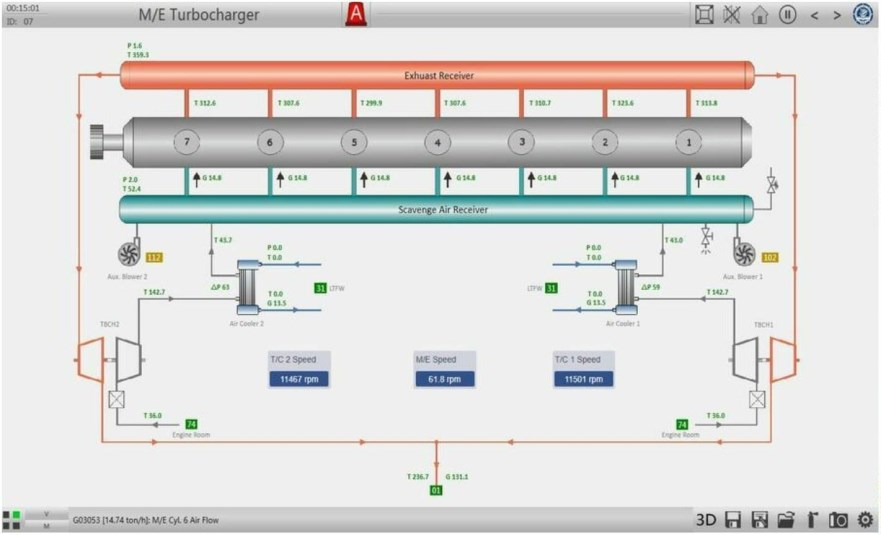 00:15:01
ID: 07
M/E Turbocharger
A
< >
P 1.6
T 359.3
Exhuast Receiver
T 312.6 T 307.6 T 299.9 T 307.6 T 310.7 T 323.6 T 313.8
7 6 5 4 3 2 1
P 2.0
T 52.4
G 14.8 G 14.8 G 14.8 G 14.8 G 14.8 G 14.8 G 14.8
Scavenge Air Receiver
T 43.7 T 43.0
P 0.0 P 0.0
T 0.0 T 0.0
112 102
Aux. Blower 2 Aux. Blower 1
T 142.7 △P 63 31 LTFW LTFW 31 △P 59 T 142.7
T 0.0 T 0.0
G 13.5 G 13.5
Air Cooler 2 Air Cooler 1
TBCH2 TBCH1
T/C 2 Speed M/E Speed T/C 1 Speed
11467 rpm 61.8 rpm 11501 rpm
T 36.0 74 74 T 36.0
Engine Room Engine Room
T 236.7 G 131.1
01
V
M
G03053 [14.74 ton/h]: M/E Cyl. 6 Air Flow
3D